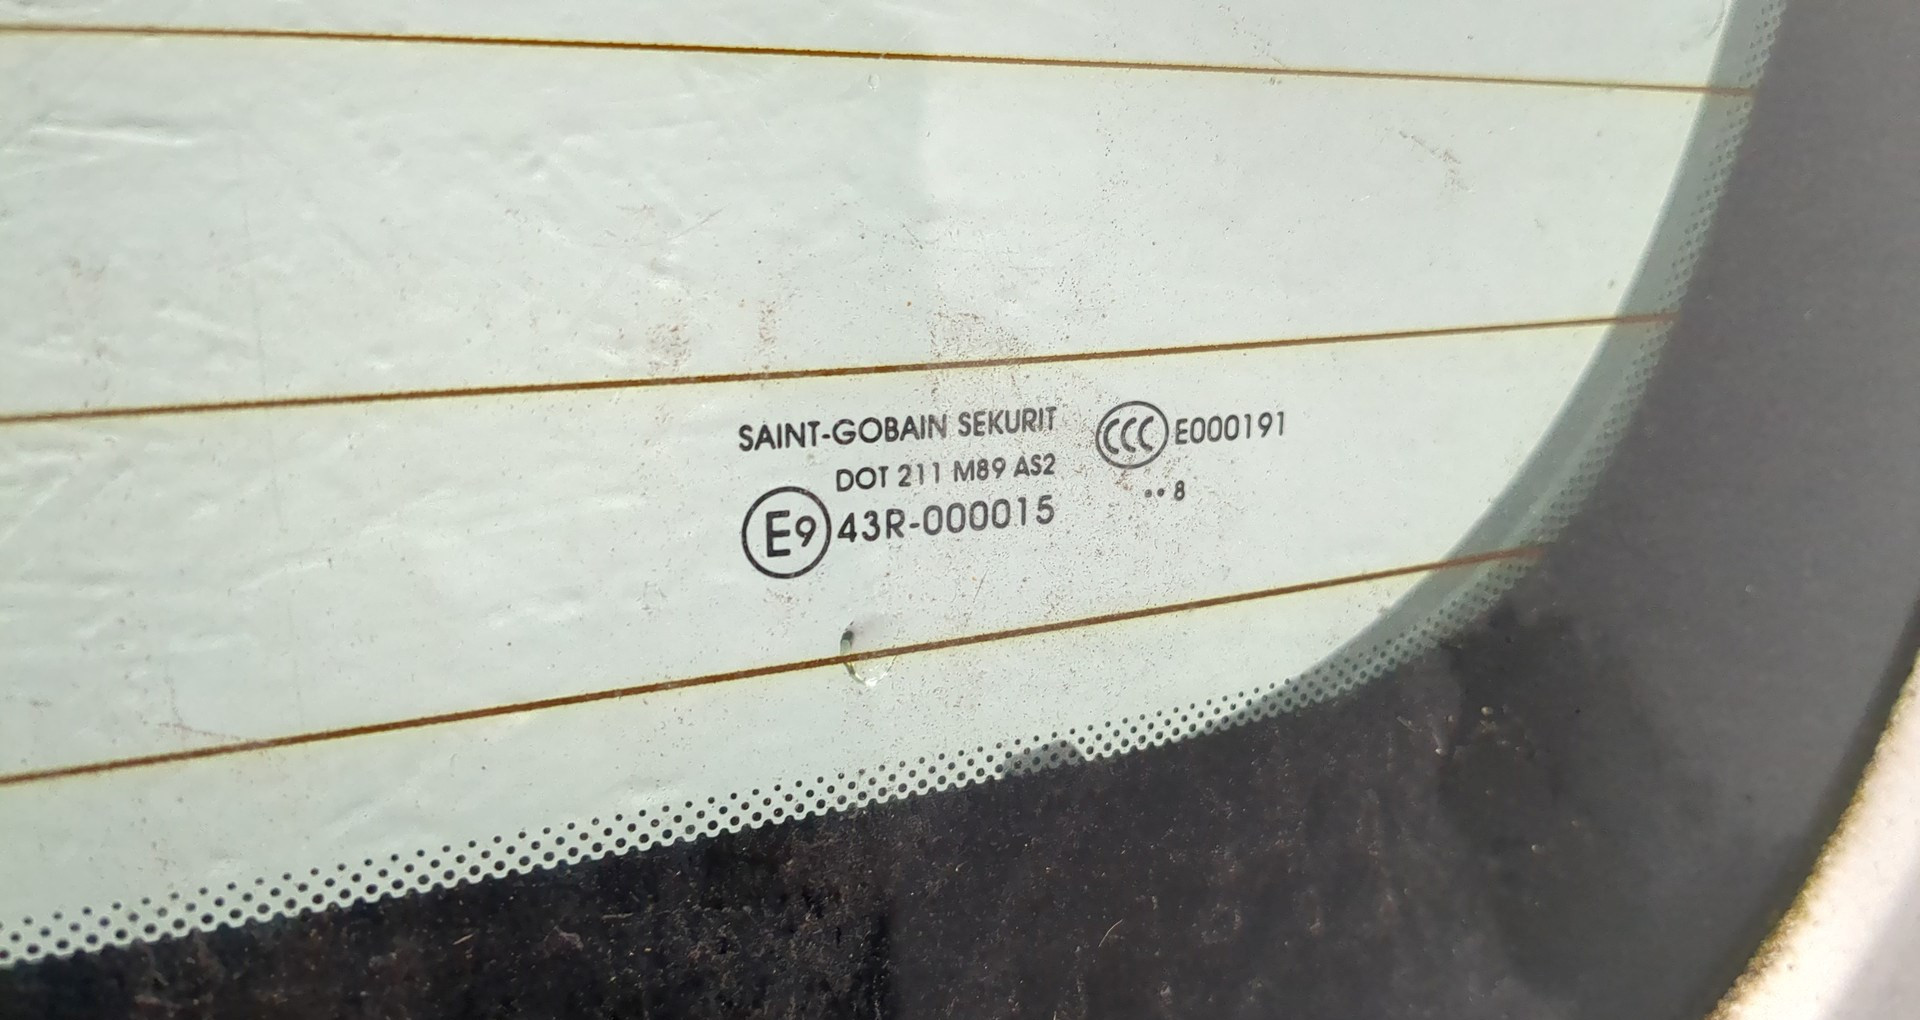 SAINT-GOBAIN SEKURIT
DOT 211 M89 AS2
E9 43R-000015
CCC E000191
••8